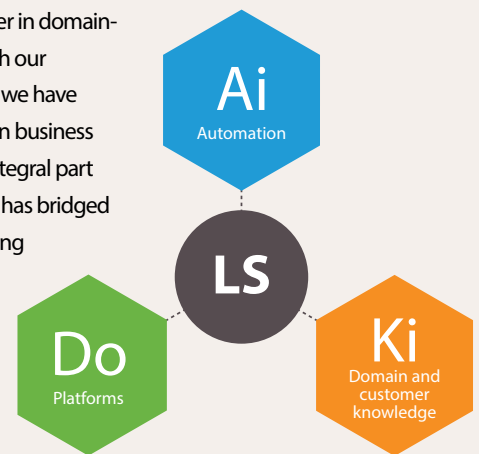 er in domain-
h our
we have
n business
tegral part
has bridged
ng
Ai
Automation
LS
Do
Platforms
Ki
Domain and
customer
knowledge